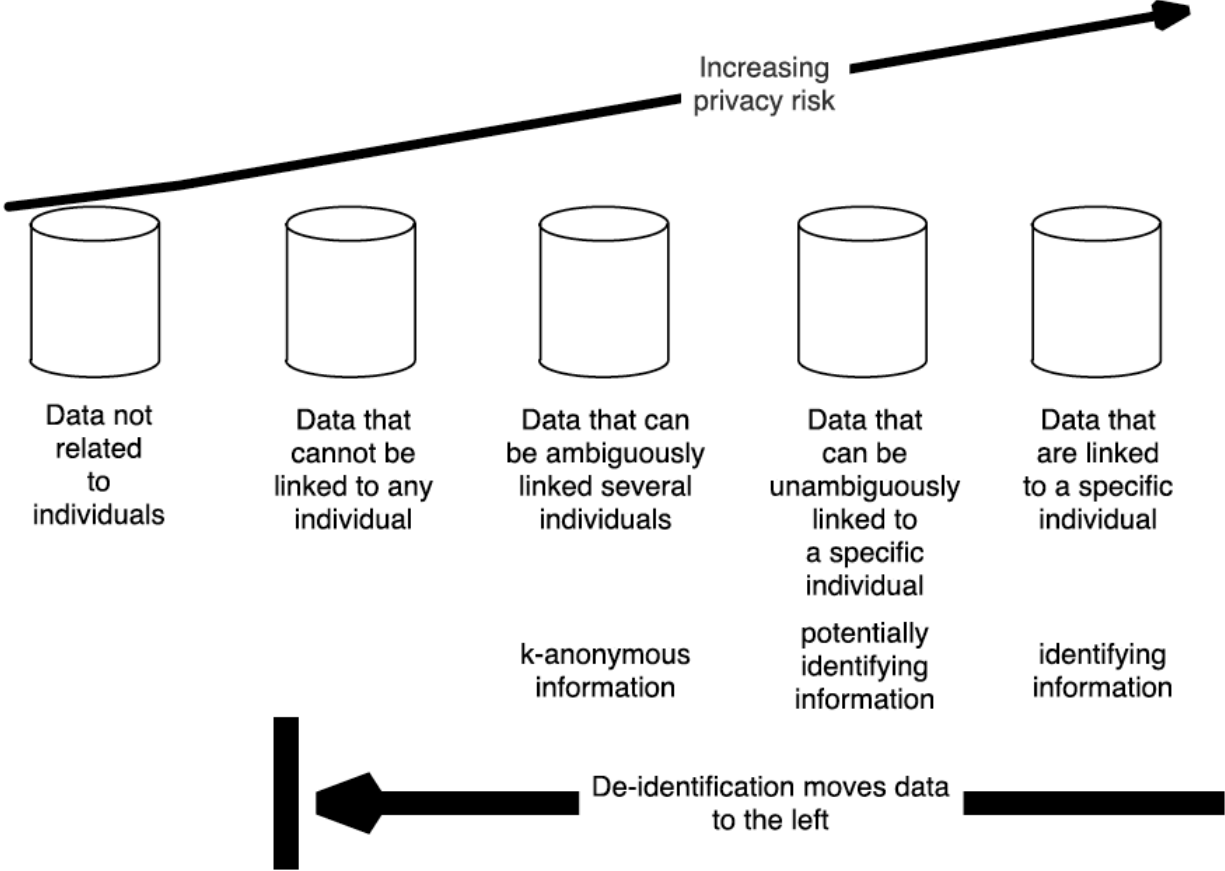 Increasing
privacy risk
Data not
related
to
individuals
Data that
cannot be
linked to any
individual
Data that can
be ambiguously
linked several
individuals
Data that
can be
unambiguously
linked to
a specific
individual
Data that
are linked
to a specific
individual
k-anonymous
information
potentially
identifying
information
identifying
information
De-identification moves data
to the left